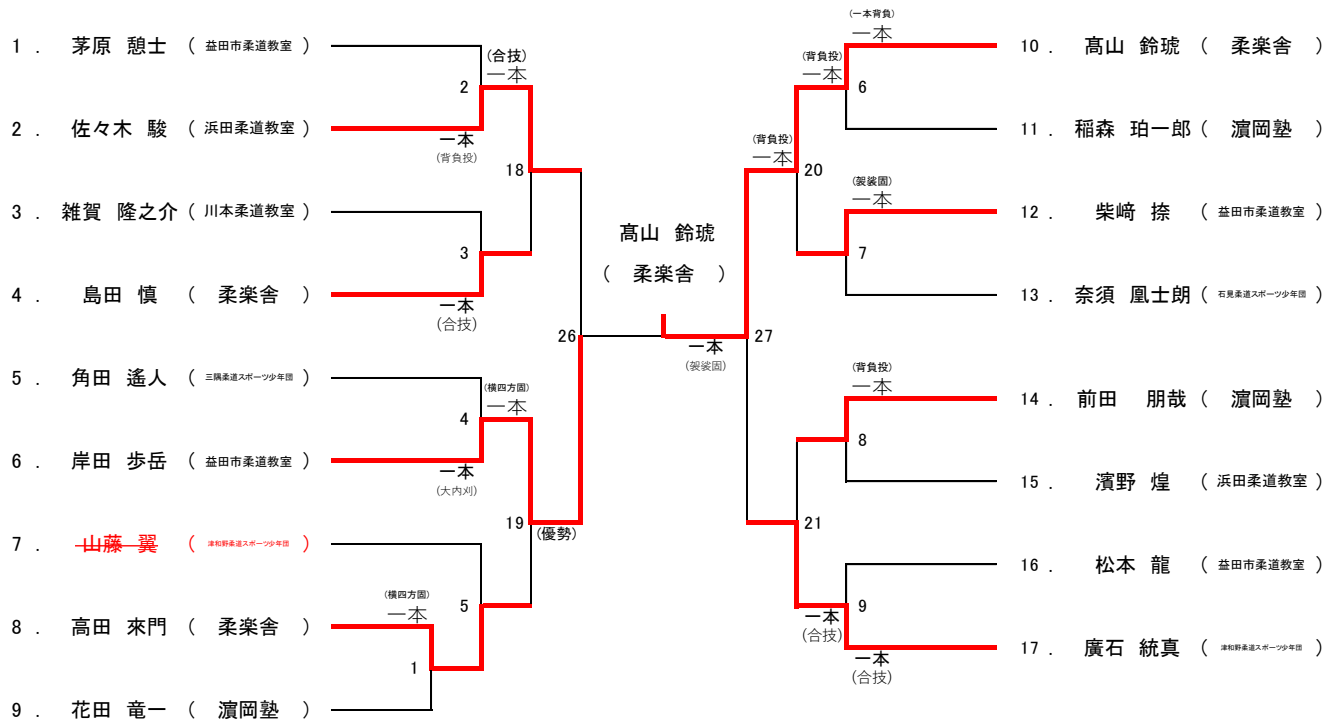 1 . 茅原 憩士 ( 益田市柔道教室 )
2 . 佐々木 駿 ( 浜田柔道教室 )
3 . 雑賀 隆之介 ( 川本柔道教室 )
4 . 島田 慎 ( 柔楽舎 )
5 . 角田 遙人 ( 三隅柔道スポーツ少年団 )
6 . 岸田 歩岳 ( 益田市柔道教室 )
7 . 山藤 翼 ( 津和野柔道スポーツ少年団 )
8 . 高田 來門 ( 柔楽舎 )
9 . 花田 竜一 ( 濵岡塾 )
(合技)
一本
2
一本
(背負投)
18
3
一本
(合技)
26
(横四方固)
一本
4
一本
(大内刈)
19
(優勢)
(横四方固)
一本
5
1
髙山 鈴琥
( 柔楽舎 )
一本
(袈裟固)
27
(一本背負)
一本
(背負投)
一本
6
(背負投)
一本
20
(袈裟固)
一本
7
(背負投)
一本
8
21
一本
(合技)
9
一本
(合技)
10 . 髙山 鈴琥 ( 柔楽舎 )
11 . 稲森 珀一郎 ( 濵岡塾 )
12 . 柴﨑 捺 ( 益田市柔道教室 )
13 . 奈須 凰士朗 ( 石見柔道スポーツ少年団 )
14 . 前田 朋哉 ( 濵岡塾 )
15 . 濱野 煌 ( 浜田柔道教室 )
16 . 松本 龍 ( 益田市柔道教室 )
17 . 廣石 統真 ( 津和野柔道スポーツ少年団 )